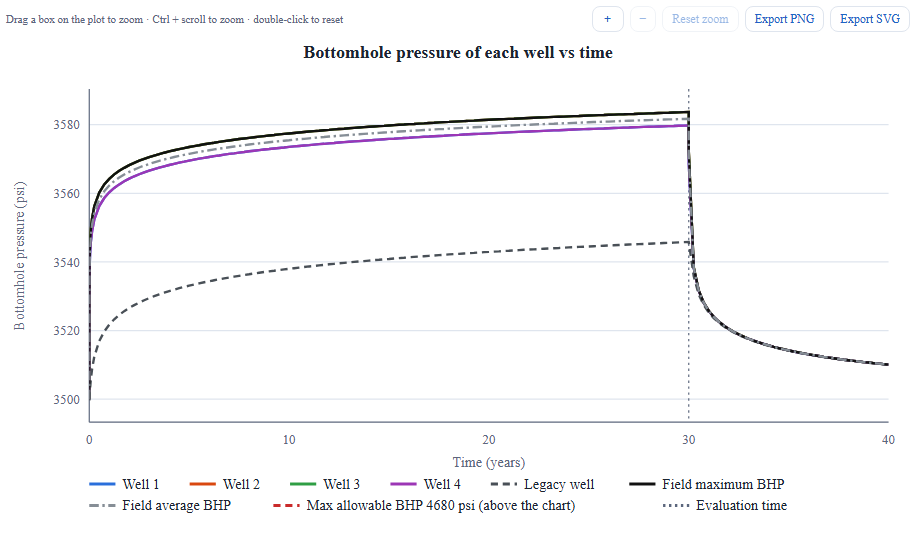 Drag a box on the plot to zoom · Ctrl + scroll to zoom · double-click to reset
+
−
Reset zoom
Export PNG
Export SVG
Bottomhole pressure of each well vs time
3580
3560
3540
3520
3500
Bottomhole pressure (psi)
0
10
20
30
40
Time (years)
Well 1
Well 2
Well 3
Well 4
Legacy well
Field maximum BHP
Field average BHP
Max allowable BHP 4680 psi (above the chart)
Evaluation time